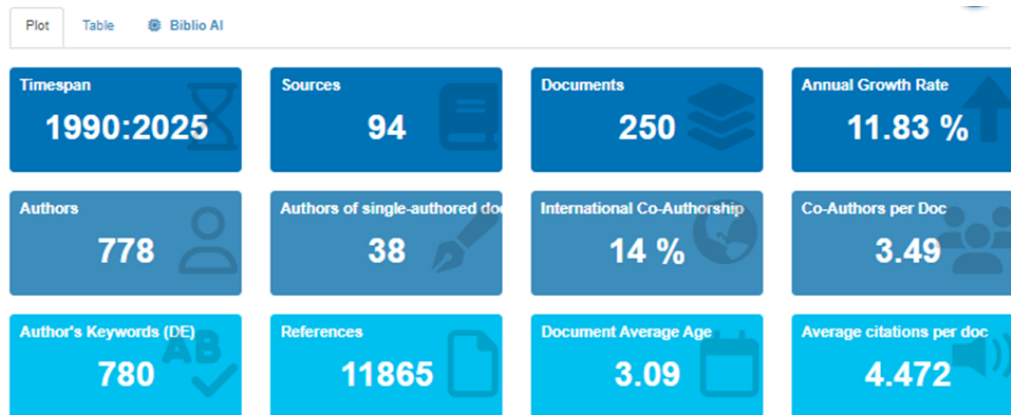 Plot Table Biblio AI
Timespan
1990:2025
Sources
94
Documents
250
Annual Growth Rate
11.83 %
Authors
778
Authors of single-authored do
38
International Co-Authorship
14 %
Co-Authors per Doc
3.49
Author's Keywords (DE)
780
References
11865
Document Average Age
3.09
Average citations per doc
4.472